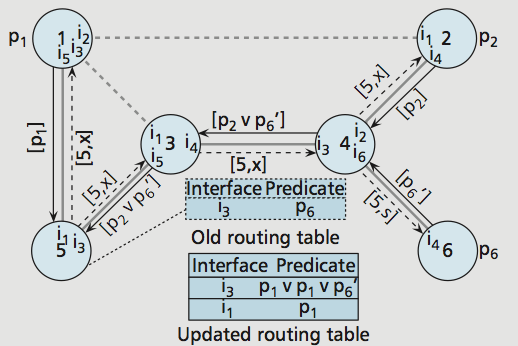 p1 1 i2 i5 i3
i1 2 i4 p2
[p1] [5,x]
[5,x] [p2]
[p2 v p6′]
i1 3 i4 i5
i3 4 i2 i6
[5,x]
[5,x] [p2 v p6′]
[p6′] [5,s]
Interface Predicate
i3 p6
i1 5 i3
i4 6 p6
Old routing table
Interface Predicate
i3 p1 v p1 v p6′
i1 p1
Updated routing table